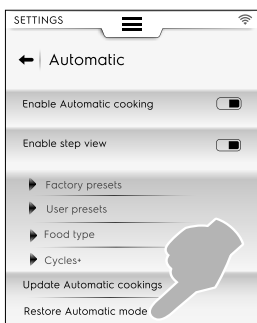 SETTINGS
Automatic
Enable Automatic cooking
Enable step view
Factory presets
User presets
Food type
Cycles+
Update Automatic cookings
Restore Automatic mode